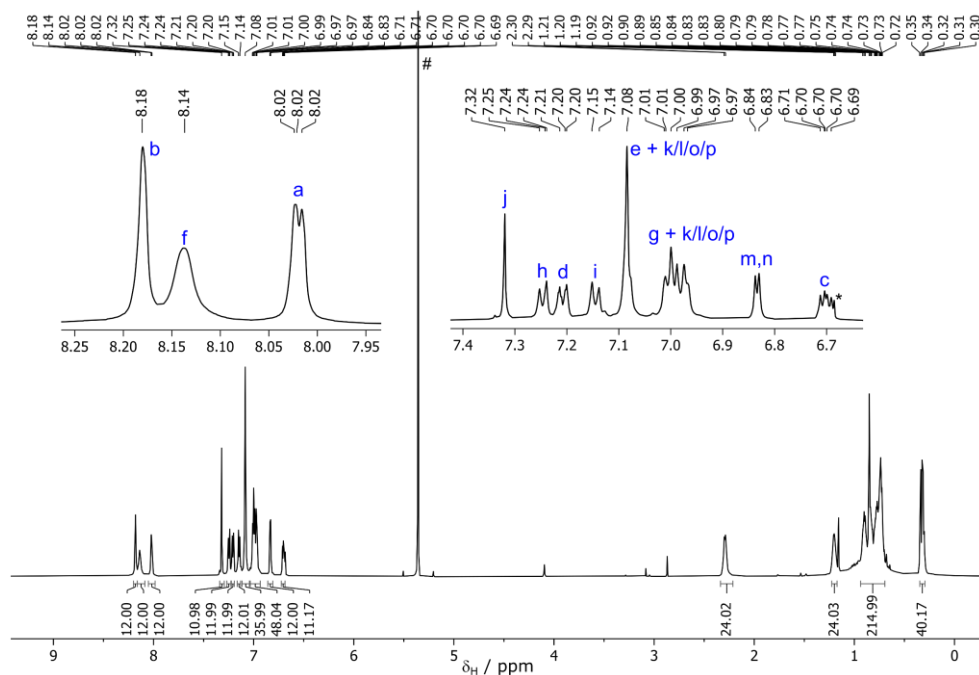 8.18 8.14 8.02 8.02 8.02 7.32 7.25 7.24 7.24 7.21 7.20 7.20 7.15 7.14 7.08 7.01 7.01 7.00 6.99 6.97 6.97 6.84 6.83 6.71 6.71 6.70 6.70 6.70 6.69 2.30 2.29 1.21 1.20 1.19 0.92 0.92 0.90 0.89 0.85 0.84 0.83 0.83 0.80 0.79 0.79 0.78 0.77 0.77 0.75 0.74 0.74 0.73 0.73 0.72 0.35 0.34 0.32 0.31 0.30
#
8.18 8.14 8.02 8.02 8.02
b
f
a
8.25 8.20 8.15 8.10 8.05 8.00 7.95
7.32 7.25 7.24 7.24 7.21 7.20 7.20 7.15 7.14 7.08 7.01 7.01 7.00 6.99 6.97 6.97 6.84 6.83 6.71 6.70 6.70 6.69
e + k/l/o/p
j
g + k/l/o/p
h d i
m,n
c *
7.4 7.3 7.2 7.1 7.0 6.9 6.8 6.7
12.00 12.00 12.00 10.98 11.99 11.99 12.01 35.99 48.04 12.00 11.17 24.02 24.03 214.99 40.17
9 8 7 6 5 4 3 2 1 0
δH / ppm